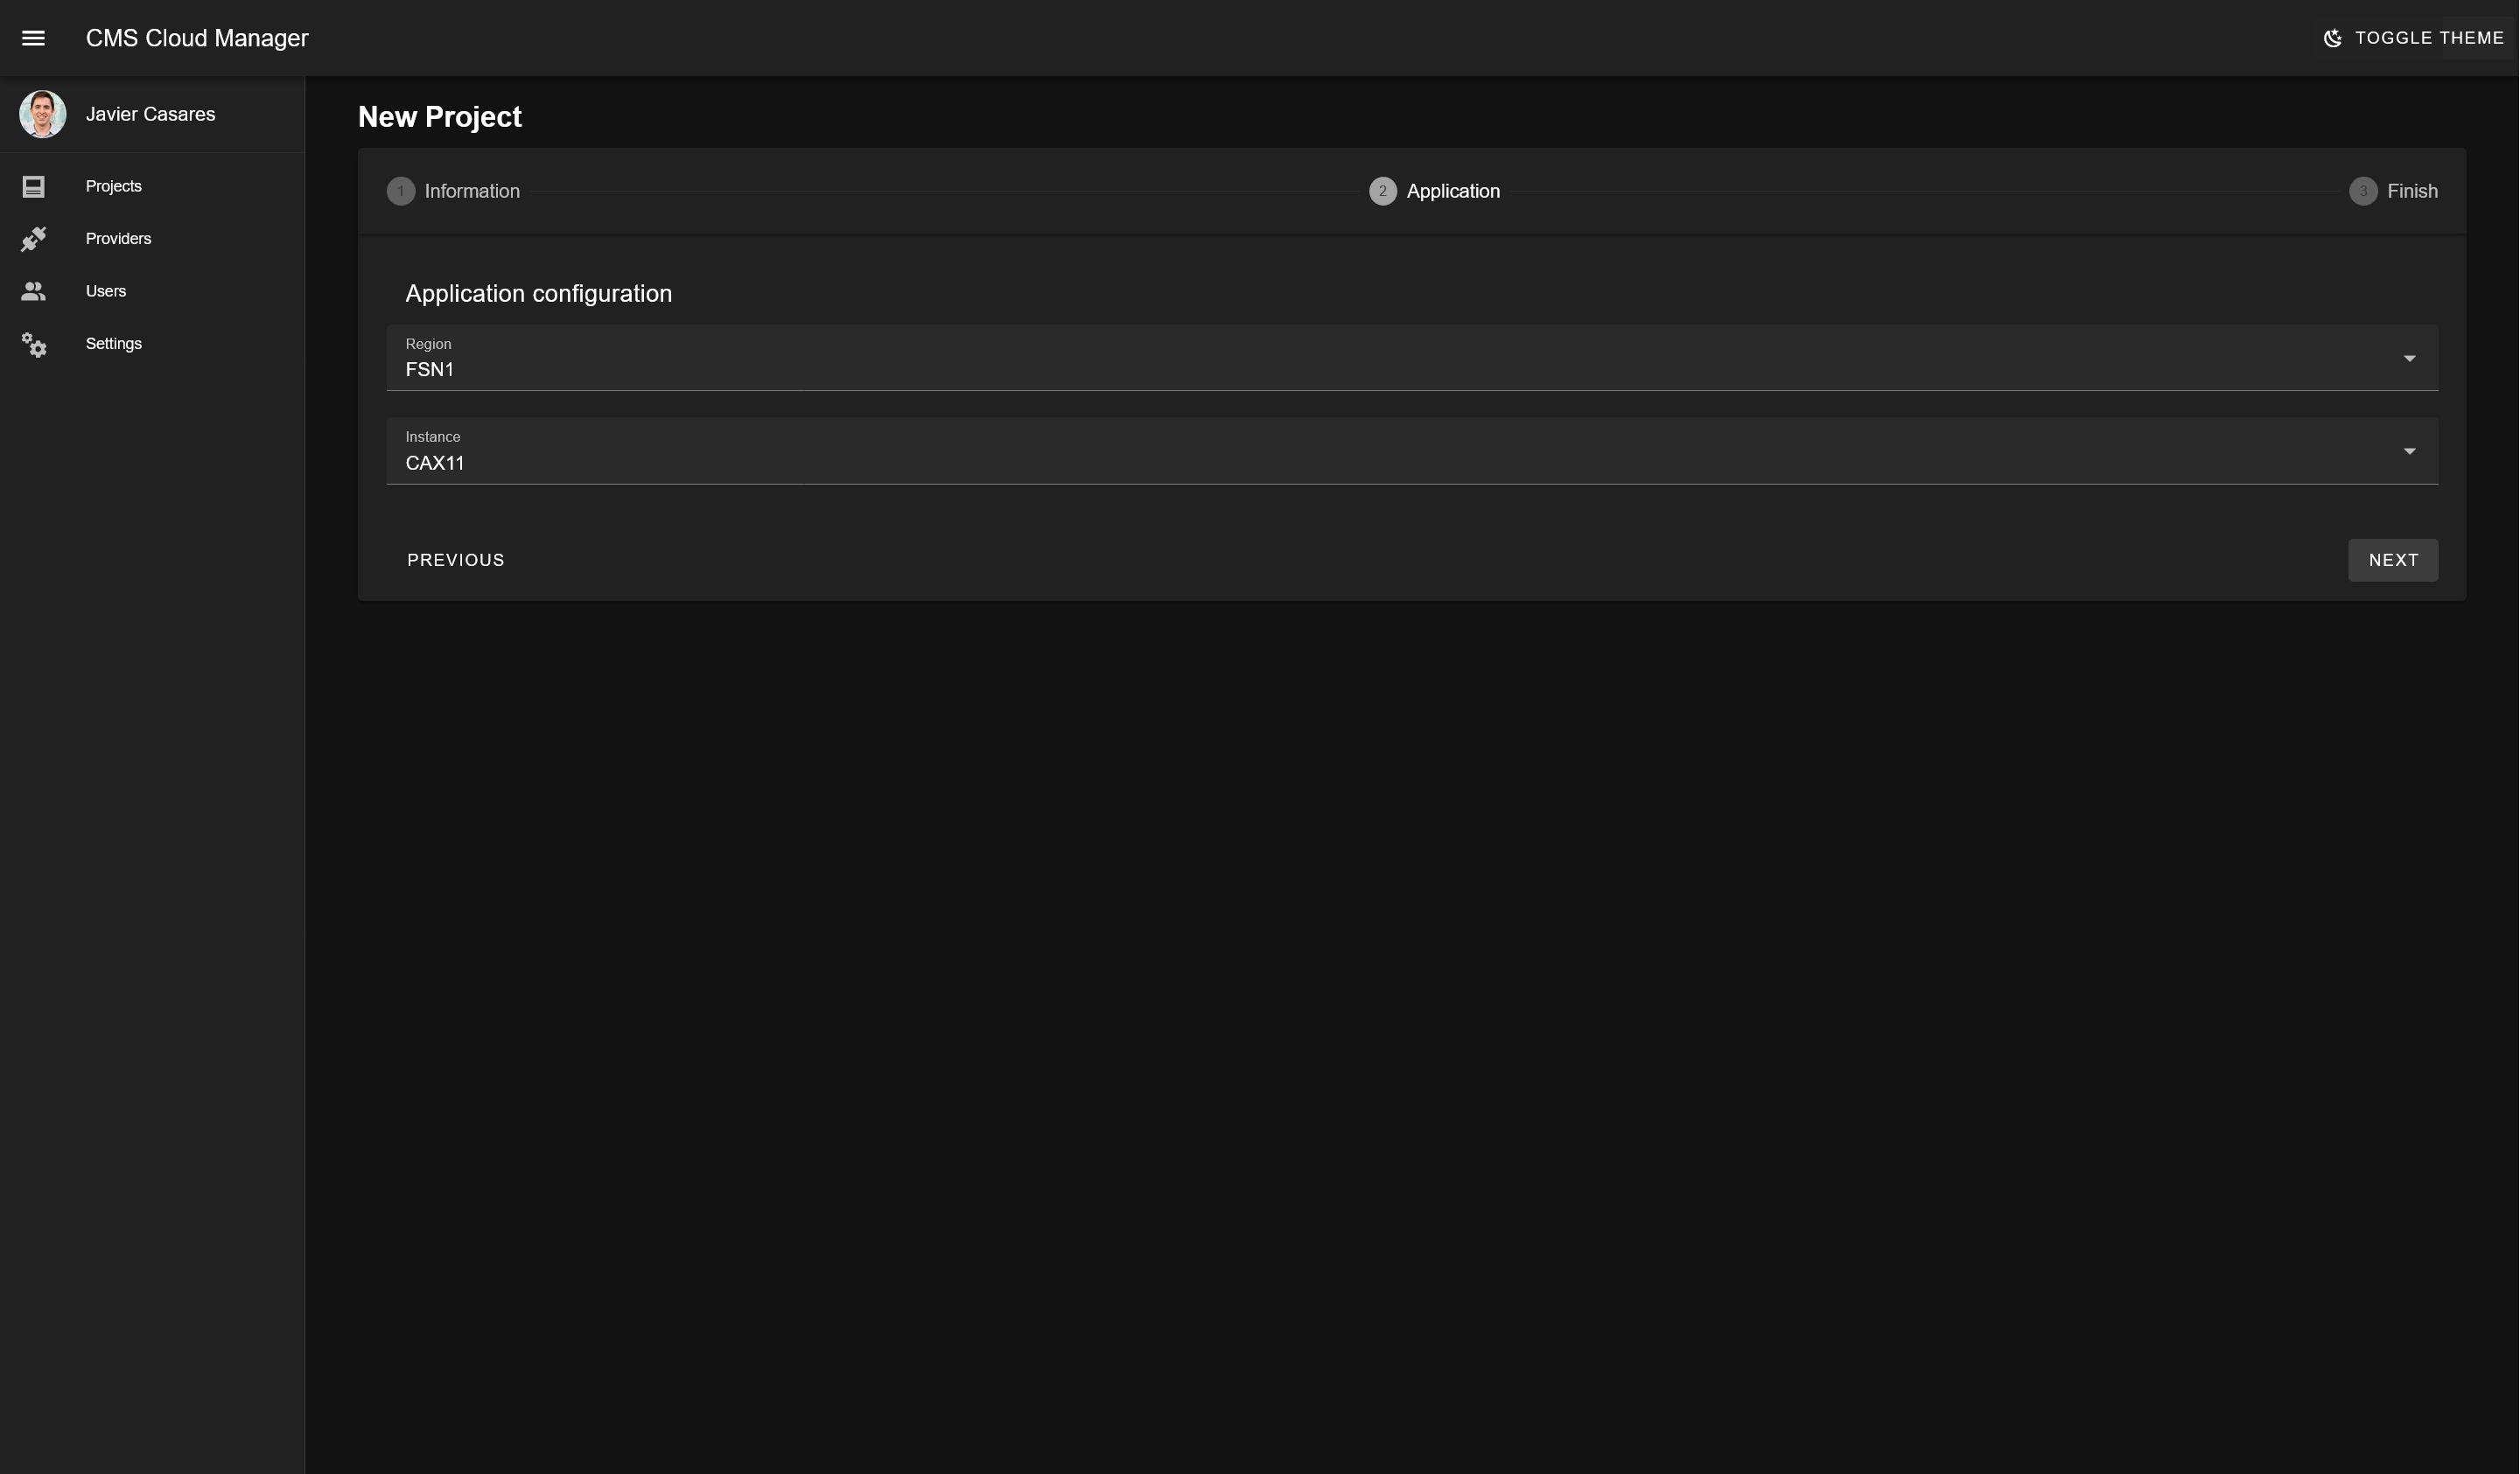 CMS Cloud Manager
TOGGLE THEME
Javier Casares
Projects
Providers
Users
Settings
New Project
1 Information
2 Application
3 Finish
Application configuration
Region
FSN1
Instance
CAX11
PREVIOUS
NEXT